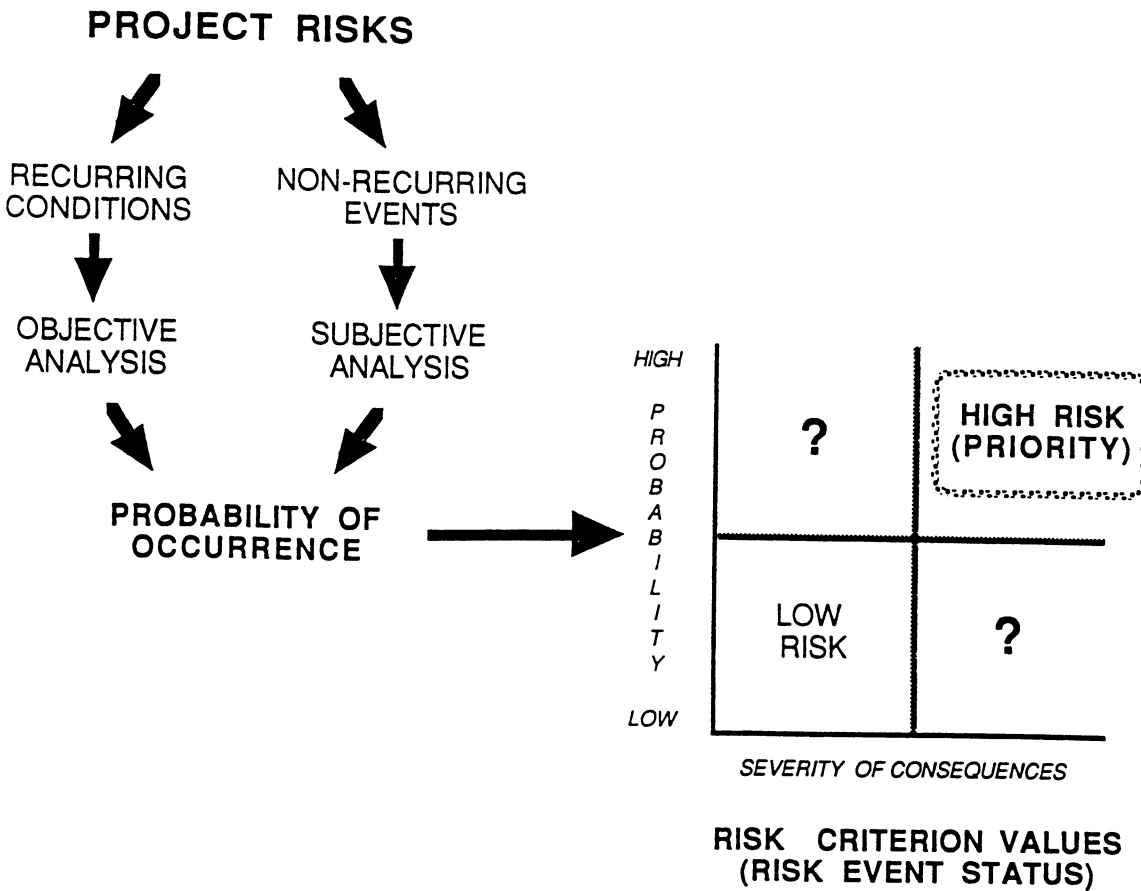 PROJECT RISKS
RECURRING
CONDITIONS
NON-RECURRING
EVENTS
OBJECTIVE
ANALYSIS
SUBJECTIVE
ANALYSIS
PROBABILITY OF
OCCURRENCE
HIGH
PROBABILITY
LOW
?
HIGH RISK
(PRIORITY)
LOW
RISK
?
SEVERITY OF CONSEQUENCES
RISK CRITERION VALUES
(RISK EVENT STATUS)